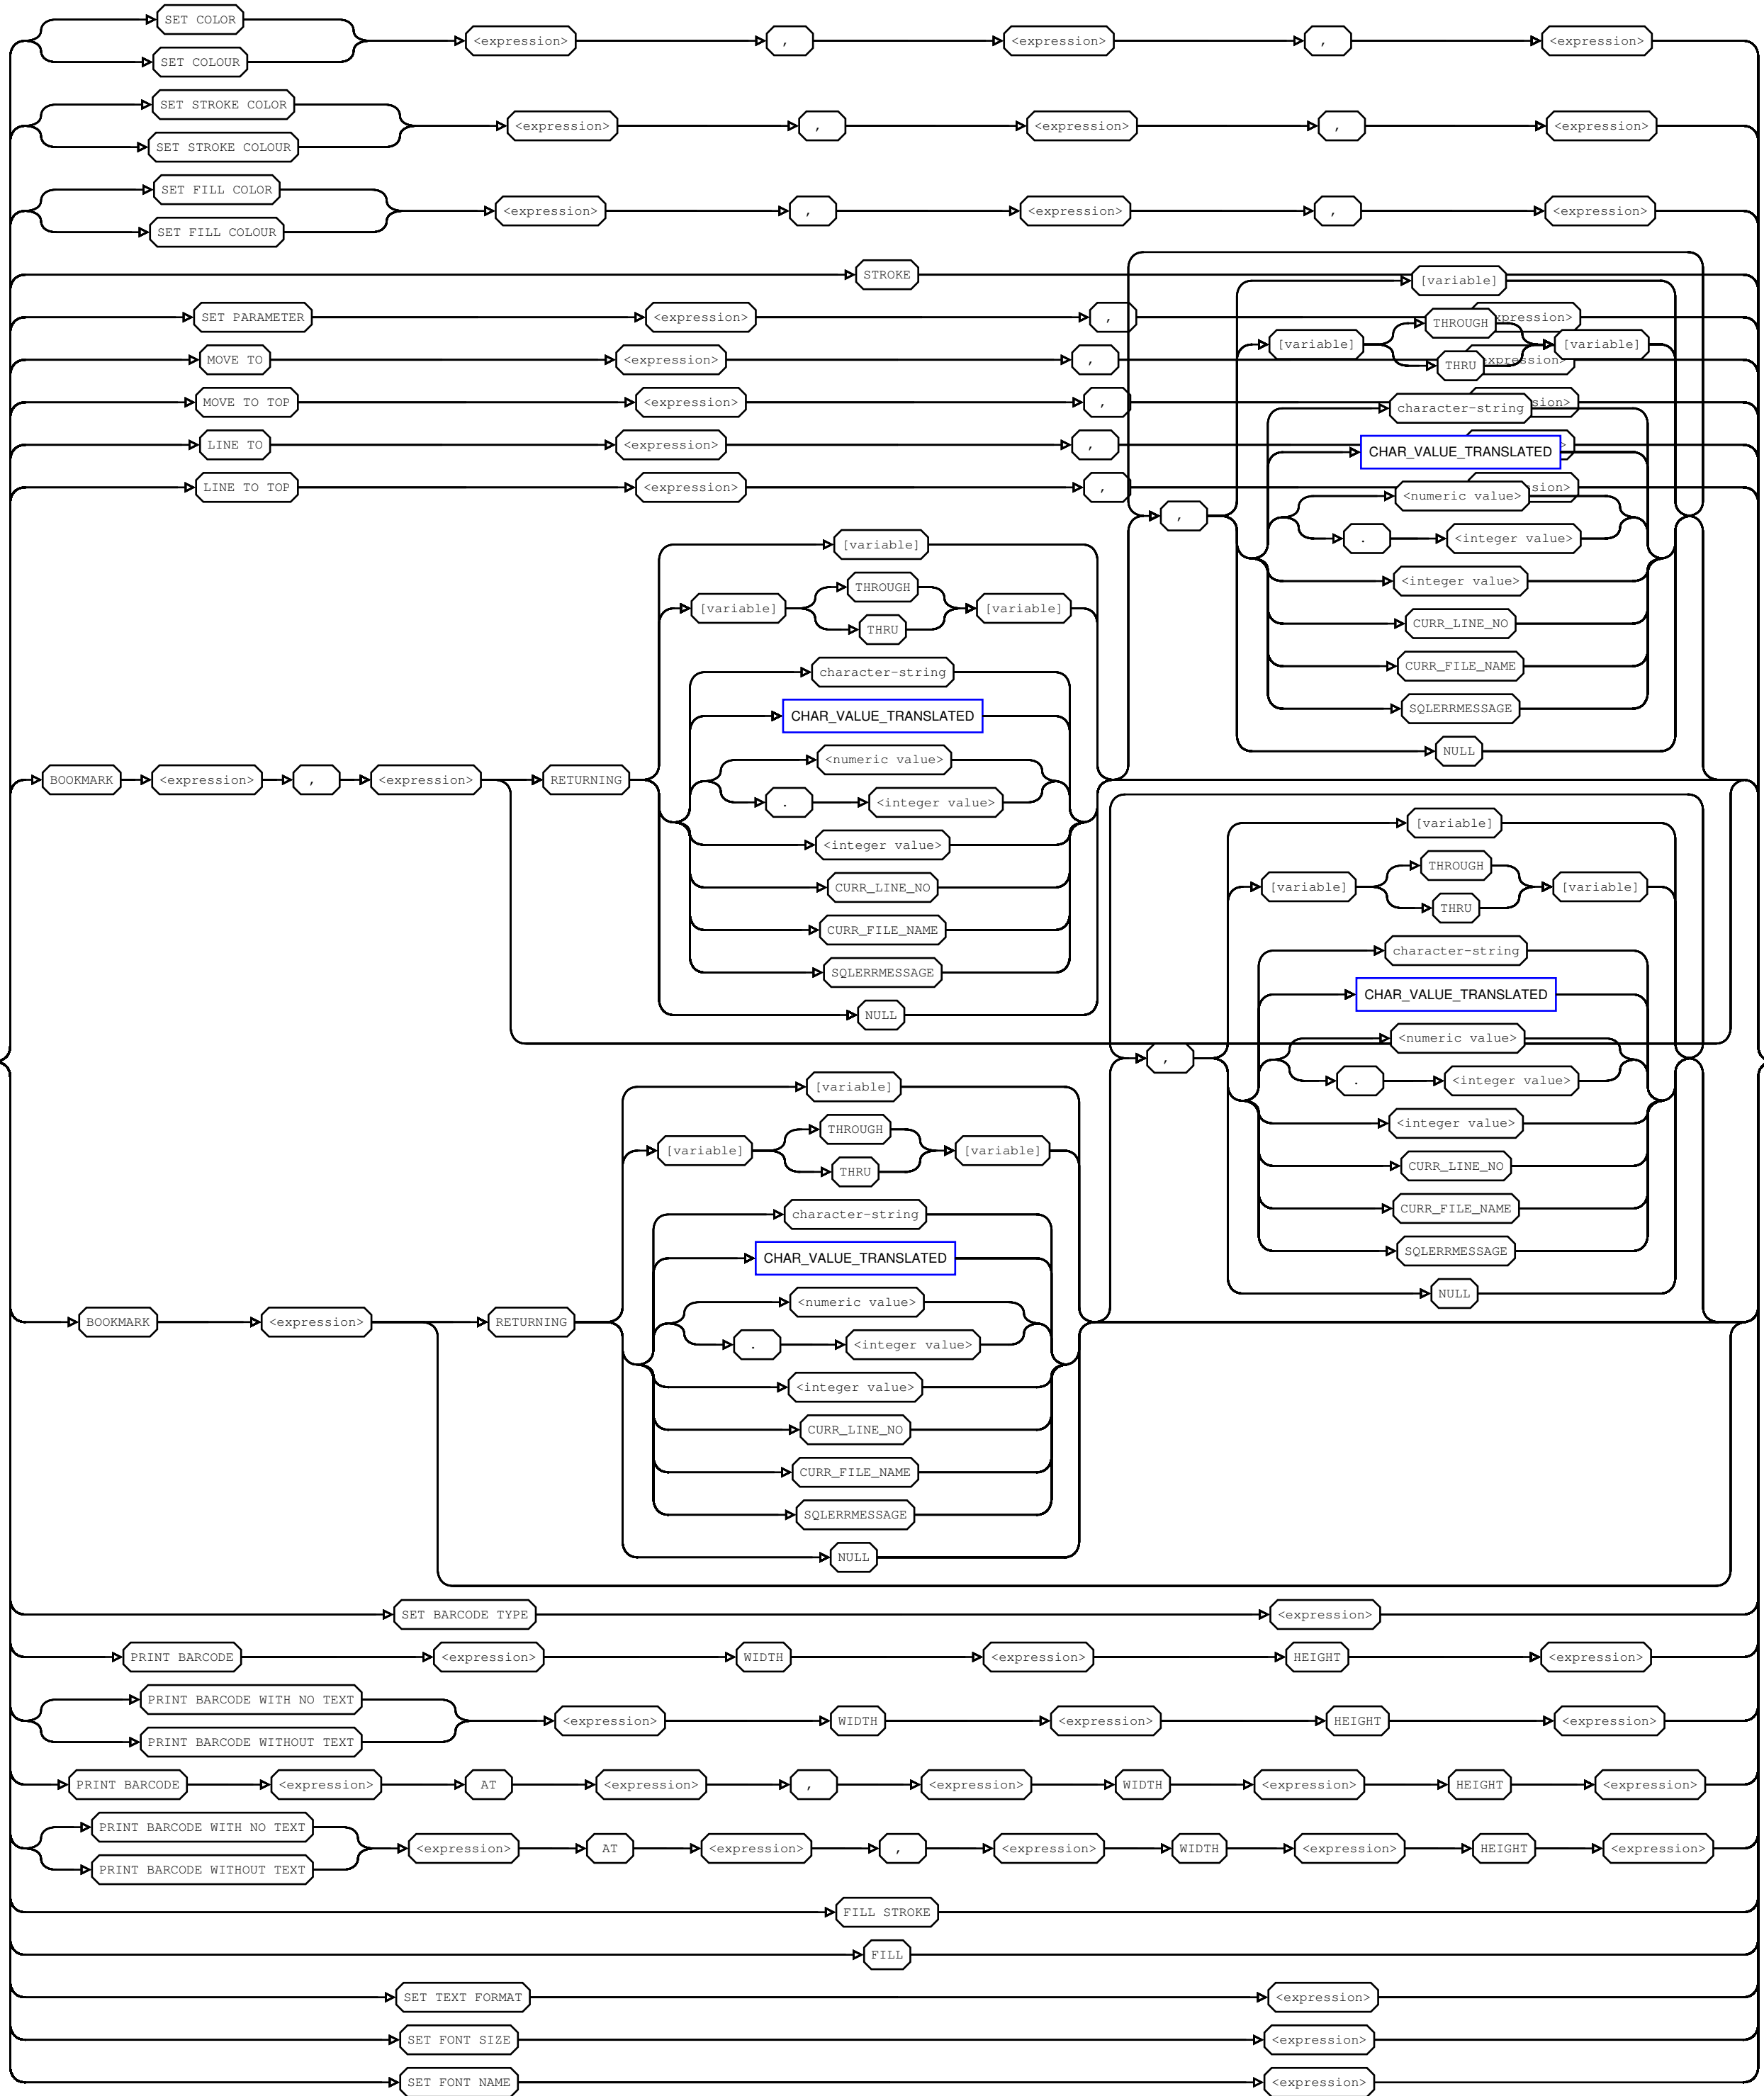 SET COLOR
SET COLOUR
<expression> , <expression> , <expression>
SET STROKE COLOR
SET STROKE COLOUR
<expression> , <expression> , <expression>
SET FILL COLOR
SET FILL COLOUR
<expression> , <expression> , <expression>
STROKE
SET PARAMETER <expression> ,
MOVE TO <expression> ,
MOVE TO TOP <expression> ,
LINE TO <expression> ,
LINE TO TOP <expression> ,
,
[variable]
THROUGH
[variable] [variable]
THRU
character-string
CHAR_VALUE_TRANSLATED
<numeric value>
. <integer value>
<integer value>
CURR_LINE_NO
CURR_FILE_NAME
SQLERRMESSAGE
NULL
BOOKMARK <expression> , <expression> RETURNING
[variable]
THROUGH
[variable] [variable]
THRU
character-string
CHAR_VALUE_TRANSLATED
<numeric value>
. <integer value>
<integer value>
CURR_LINE_NO
CURR_FILE_NAME
SQLERRMESSAGE
NULL
,
[variable]
THROUGH
[variable] [variable]
THRU
character-string
CHAR_VALUE_TRANSLATED
<numeric value>
. <integer value>
<integer value>
CURR_LINE_NO
CURR_FILE_NAME
SQLERRMESSAGE
NULL
BOOKMARK <expression> RETURNING
[variable]
THROUGH
[variable] [variable]
THRU
character-string
CHAR_VALUE_TRANSLATED
<numeric value>
. <integer value>
<integer value>
CURR_LINE_NO
CURR_FILE_NAME
SQLERRMESSAGE
NULL
SET BARCODE TYPE <expression>
PRINT BARCODE <expression> WIDTH <expression> HEIGHT <expression>
PRINT BARCODE WITH NO TEXT
PRINT BARCODE WITHOUT TEXT
<expression> WIDTH <expression> HEIGHT <expression>
PRINT BARCODE <expression> AT <expression> , <expression> WIDTH <expression> HEIGHT <expression>
PRINT BARCODE WITH NO TEXT
PRINT BARCODE WITHOUT TEXT
<expression> AT <expression> , <expression> WIDTH <expression> HEIGHT <expression>
FILL STROKE
FILL
SET TEXT FORMAT <expression>
SET FONT SIZE <expression>
SET FONT NAME <expression>